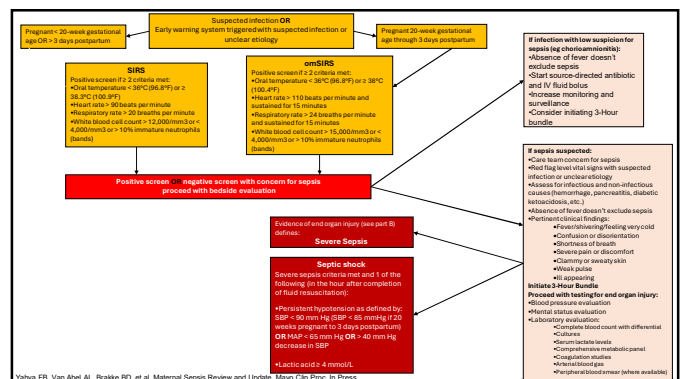 Suspected infection OR
Early warning system triggered with suspected infection or
unclear etiology
Pregnant < 20-week gestational
age OR > 3 days postpartum
Pregnant 20-week gestational
age through 3 days postpartum
SIRS
Positive screen if ≥ 2 criteria met:
•Oral temperature < 36ºC (96.8ºF) or ≥
38.3ºC (100.9ºF)
•Heart rate > 90 beats per minute
•Respiratory rate > 20 breaths per minute
•White blood cell count > 12,000/mm3 or <
4,000/mm3 or > 10% immature neutrophils
(bands)
omSIRS
Positive screen if ≥ 2 criteria met:
•Oral temperature < 36ºC (96.8ºF) or ≥ 38ºC
(100.4ºF)
•Heart rate > 110 beats per minute and
sustained for 15 minutes
•Respiratory rate > 24 breaths per minute
and sustained for 15 minutes
•White blood cell count > 15,000/mm3 or <
4,000/mm3 or > 10% immature neutrophils
(bands)
If infection with low suspicion for
sepsis (eg chorioamnionitis):
•Absence of fever doesn't
exclude sepsis
•Start source-directed antibiotic
and IV fluid bolus
•Increase monitoring and
surveillance
•Consider initiating 3-Hour
bundle
Positive screen OR negative screen with concern for sepsis
proceed with bedside evaluation
If sepsis suspected:
•Care team concern for sepsis
•Red flag level vital signs with suspected
infection or unclear etiology
•Assess for infectious and non-infectious
causes (hemorrhage, pancreatitis, diabetic
ketoacidosis, etc.)
•Absence of fever doesn't exclude sepsis
•Pertinent clinical findings:
•Fever/shivering/feeling very cold
•Confusion or disorientation
•Shortness of breath
•Severe pain or discomfort
•Clammy or sweaty skin
•Weak pulse
•Ill appearing
Initiate 3-Hour Bundle
Proceed with testing for end organ injury:
•Blood pressure evaluation
•Mental status evaluation
•Laboratory evaluation:
•Complete blood count with differential
•Cultures
•Serum lactate levels
•Comprehensive metabolic panel
•Coagulation studies
•Arterial blood gas
•Peripheral blood smear (where available)
Evidence of end organ injury (see part B)
defines:
Severe Sepsis
Septic shock
Severe sepsis criteria met and 1 of the
following (in the hour after completion
of fluid resuscitation):
•Persistent hypotension as defined by:
SBP < 90 mm Hg (SBP < 85 mmHg if 20
weeks pregnant to 3 days postpartum)
OR MAP < 65 mm Hg OR > 40 mm Hg
decrease in SBP
•Lactic acid ≥ 4 mmol/L
Yahya FB, Van Abel AL, Brakke BD, et al. Maternal Sepsis Review and Update. Mayo Clin Proc. In Press